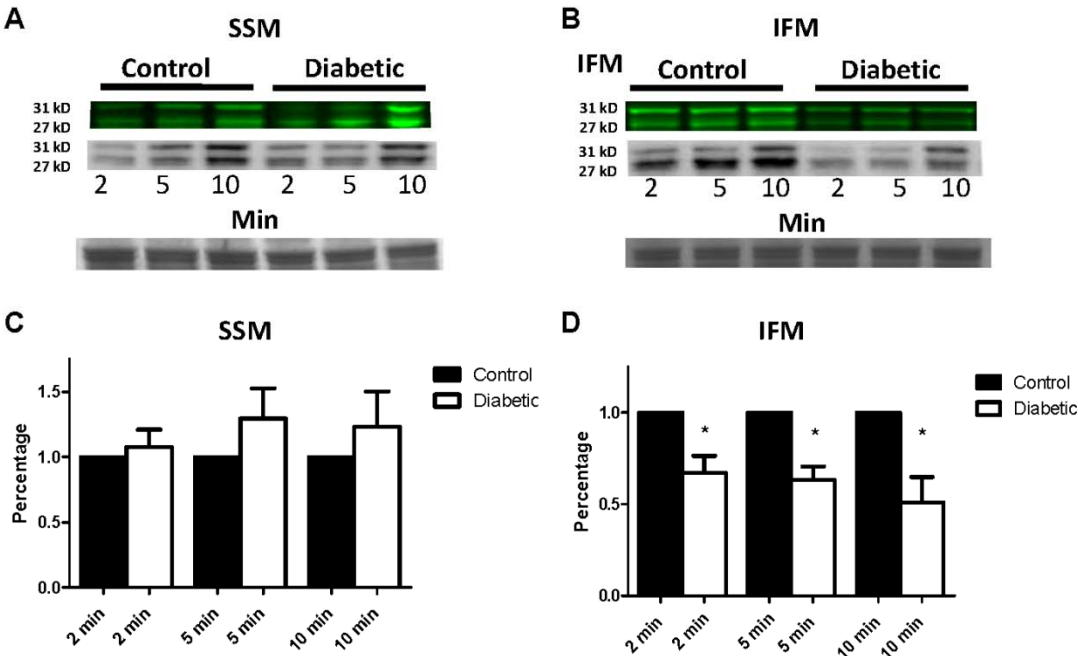 A
SSM
Control Diabetic
31 kD
27 kD
31 kD
27 kD
2 5 10 2 5 10
Min
B
IFM
IFM Control Diabetic
31 kD
27 kD
31 kD
27 kD
2 5 10 2 5 10
Min
C
SSM
Percentage
1.5
1.0
0.5
0.0
2 min 2 min 5 min 5 min 10 min 10 min
Control
Diabetic
D
IFM
Percentage
1.0
0.5
0.0
* * *
2 min 2 min 5 min 5 min 10 min 10 min
Control
Diabetic